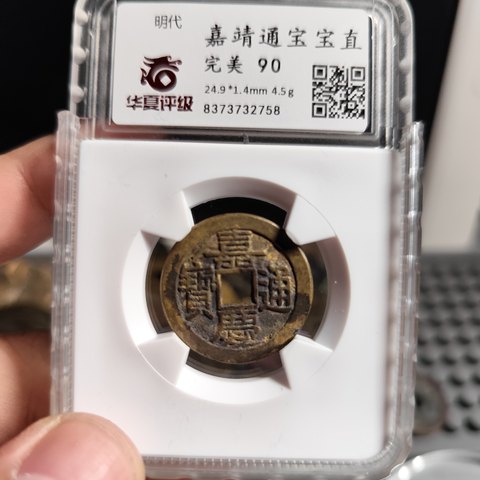 明代
嘉靖通宝宝直
完美 90
24.9*1.4mm 4.5g
华夏评级
8373732758
嘉慶通寶